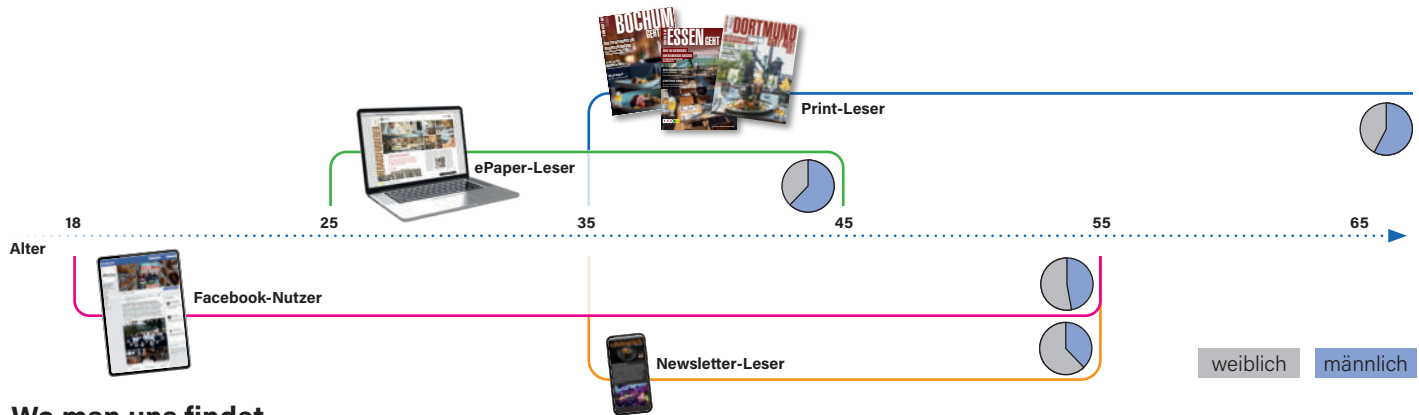 BOCHUM
GEHT
ESSEN GEHT
DORTMUND
Print-Leser
ePaper-Leser
18
25
35
45
55
65
Alter
Facebook-Nutzer
Newsletter-Leser
weiblich
männlich
Wo man uns findet